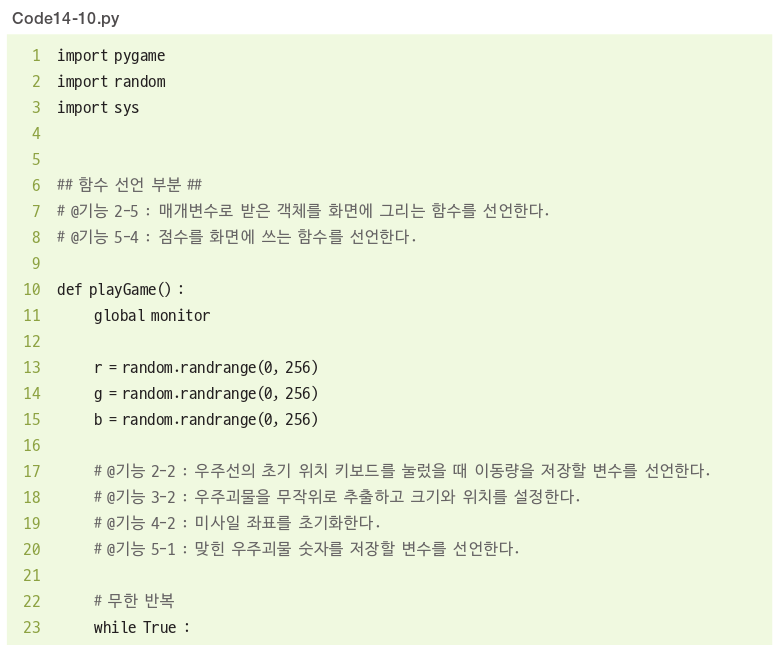 Code14-10.py
1 import pygame
2 import random
3 import sys
4
5
6 ## 함수 선언 부분 ##
7 # @기능 2-5 : 매개변수로 받은 객체를 화면에 그리는 함수를 선언한다.
8 # @기능 5-4 : 점수를 화면에 쓰는 함수를 선언한다.
9
10 def playGame() :
11 global monitor
12
13 r = random.randrange(0, 256)
14 g = random.randrange(0, 256)
15 b = random.randrange(0, 256)
16
17 # @기능 2-2 : 우주선의 초기 위치 키보드를 눌렀을 때 이동량을 저장할 변수를 선언한다.
18 # @기능 3-2 : 우주괴물을 무작위로 추출하고 크기와 위치를 설정한다.
19 # @기능 4-2 : 미사일 좌표를 초기화한다.
20 # @기능 5-1 : 맞힌 우주괴물 숫자를 저장할 변수를 선언한다.
21
22 # 무한 반복
23 while True :